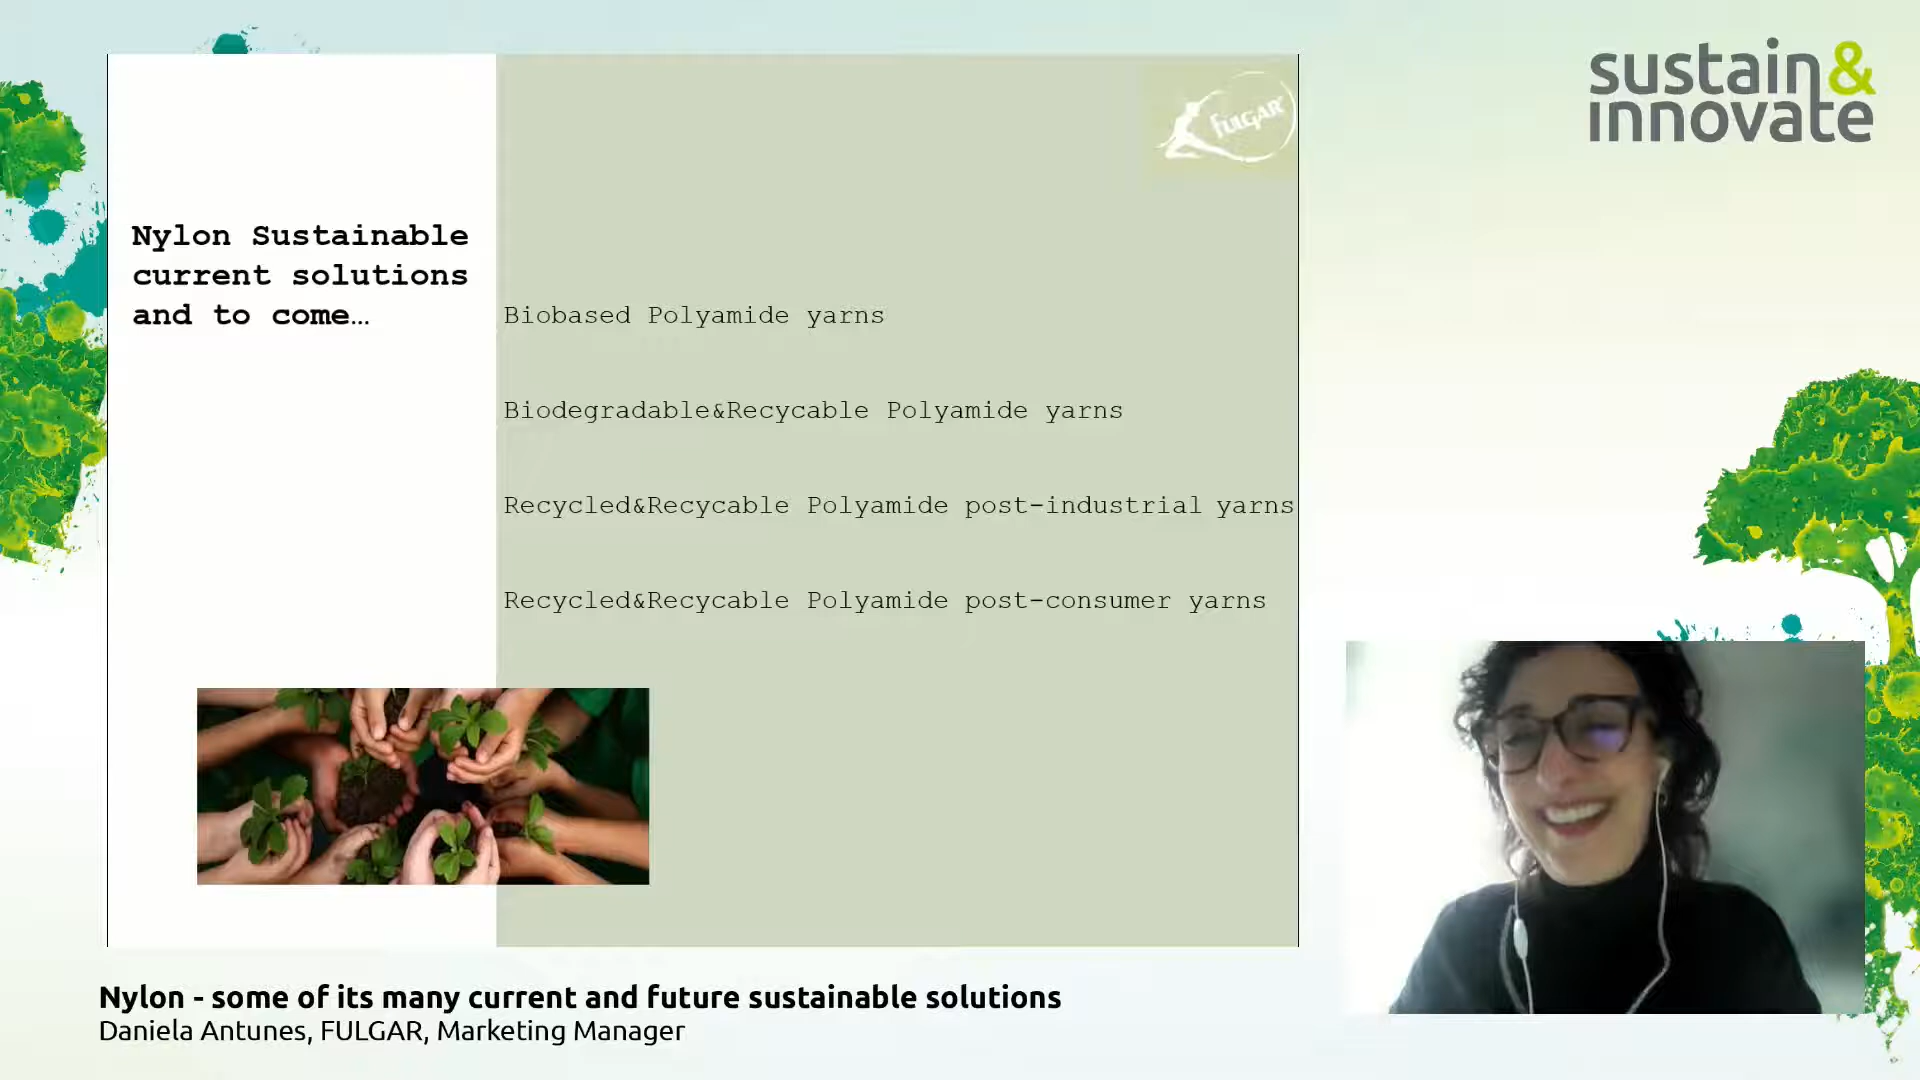 sustain&
innovate
FULGAR
Nylon Sustainable
current solutions
and to come…
Biobased Polyamide yarns
Biodegradable&Recycable Polyamide yarns
Recycled&Recycable Polyamide post-industrial yarns
Recycled&Recycable Polyamide post-consumer yarns
Nylon - some of its many current and future sustainable solutions
Daniela Antunes, FULGAR, Marketing Manager